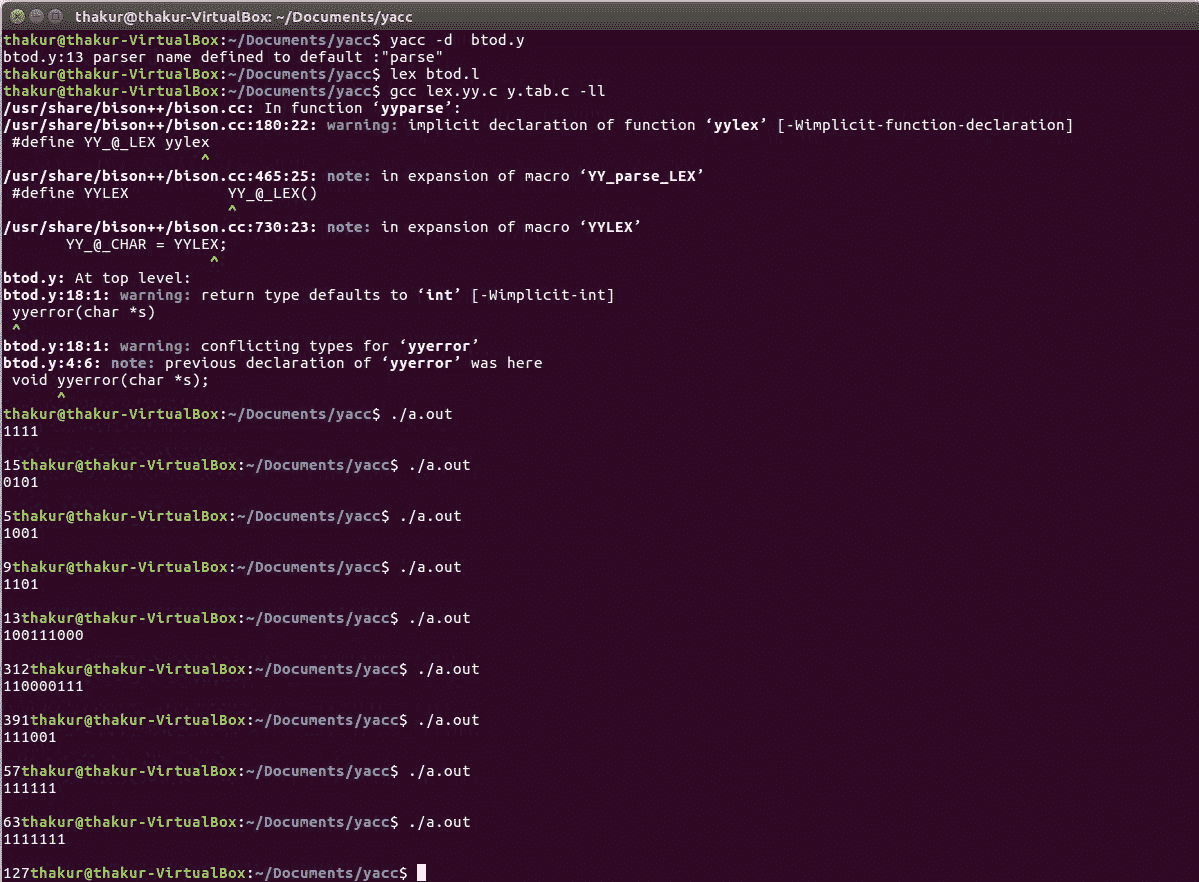 thakur@thakur-VirtualBox: ~/Documents/yacc
thakur@thakur-VirtualBox:~/Documents/yacc$ yacc -d  btod.y
btod.y:13 parser name defined to default :"parse"
thakur@thakur-VirtualBox:~/Documents/yacc$ lex btod.l
thakur@thakur-VirtualBox:~/Documents/yacc$ gcc lex.yy.c y.tab.c -ll
/usr/share/bison++/bison.cc: In function ‘yyparse’:
/usr/share/bison++/bison.cc:180:22: warning: implicit declaration of function ‘yylex’ [-Wimplicit-function-declaration]
 #define YY_@_LEX yylex
                      ^
/usr/share/bison++/bison.cc:465:25: note: in expansion of macro ‘YY_parse_LEX’
 #define YYLEX           YY_@_LEX()
                         ^
/usr/share/bison++/bison.cc:730:23: note: in expansion of macro ‘YYLEX’
       YY_@_CHAR = YYLEX;
                       ^
btod.y: At top level:
btod.y:18:1: warning: return type defaults to ‘int’ [-Wimplicit-int]
 yyerror(char *s)
 ^
btod.y:18:1: warning: conflicting types for ‘yyerror’
btod.y:4:6: note: previous declaration of ‘yyerror’ was here
 void yyerror(char *s);
      ^
thakur@thakur-VirtualBox:~/Documents/yacc$ ./a.out
1111
15thakur@thakur-VirtualBox:~/Documents/yacc$ ./a.out
0101
5thakur@thakur-VirtualBox:~/Documents/yacc$ ./a.out
1001
9thakur@thakur-VirtualBox:~/Documents/yacc$ ./a.out
1101
13thakur@thakur-VirtualBox:~/Documents/yacc$ ./a.out
100111000
312thakur@thakur-VirtualBox:~/Documents/yacc$ ./a.out
110000111
391thakur@thakur-VirtualBox:~/Documents/yacc$ ./a.out
111001
57thakur@thakur-VirtualBox:~/Documents/yacc$ ./a.out
111111
63thakur@thakur-VirtualBox:~/Documents/yacc$ ./a.out
1111111
127thakur@thakur-VirtualBox:~/Documents/yacc$